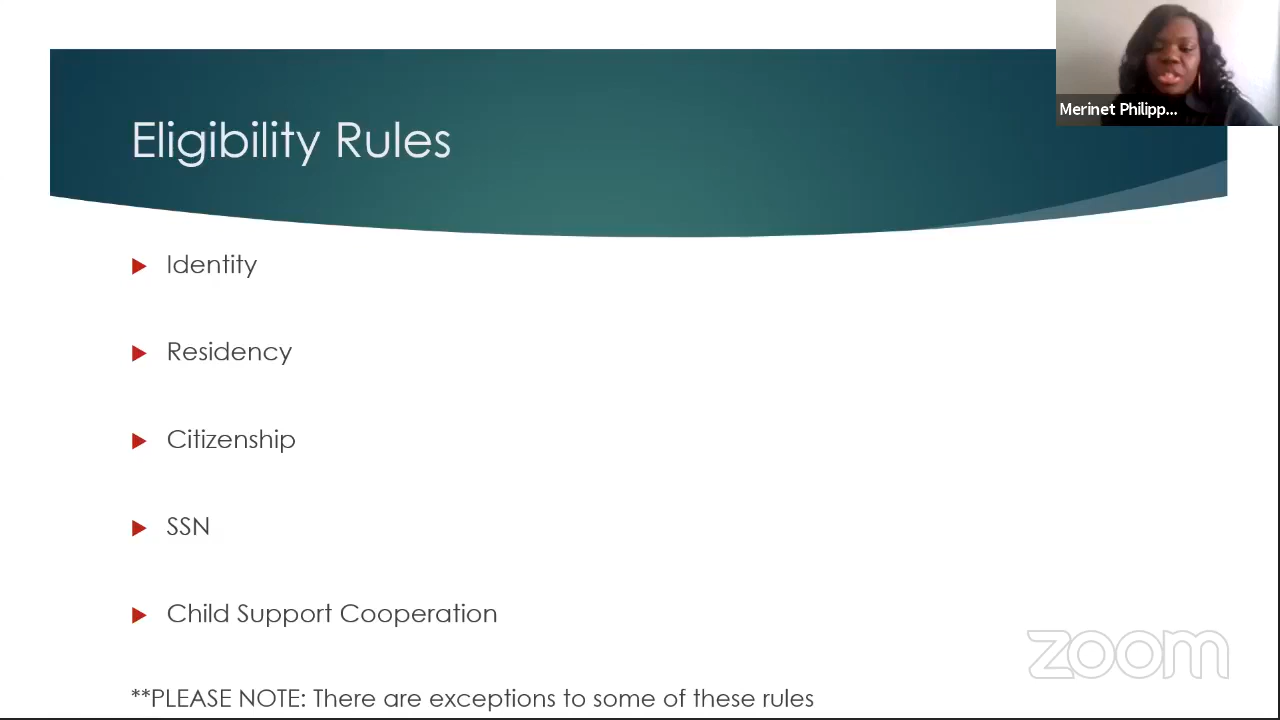 Merinet Philipp...
Eligibility Rules
Identity
Residency
Citizenship
SSN
Child Support Cooperation
zoom
**PLEASE NOTE: There are exceptions to some of these rules